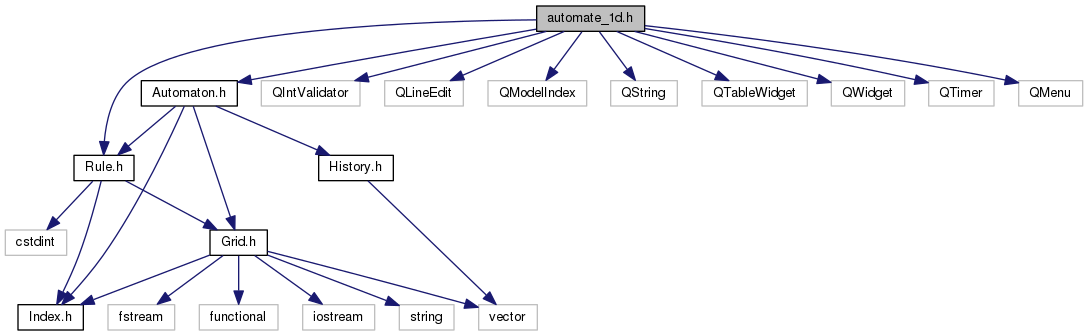 automate_1d.h
Automaton.h
QIntValidator
QLineEdit
QModelIndex
QString
QTableWidget
QWidget
QTimer
QMenu
Rule.h
History.h
cstdint
Grid.h
Index.h
fstream
functional
iostream
string
vector